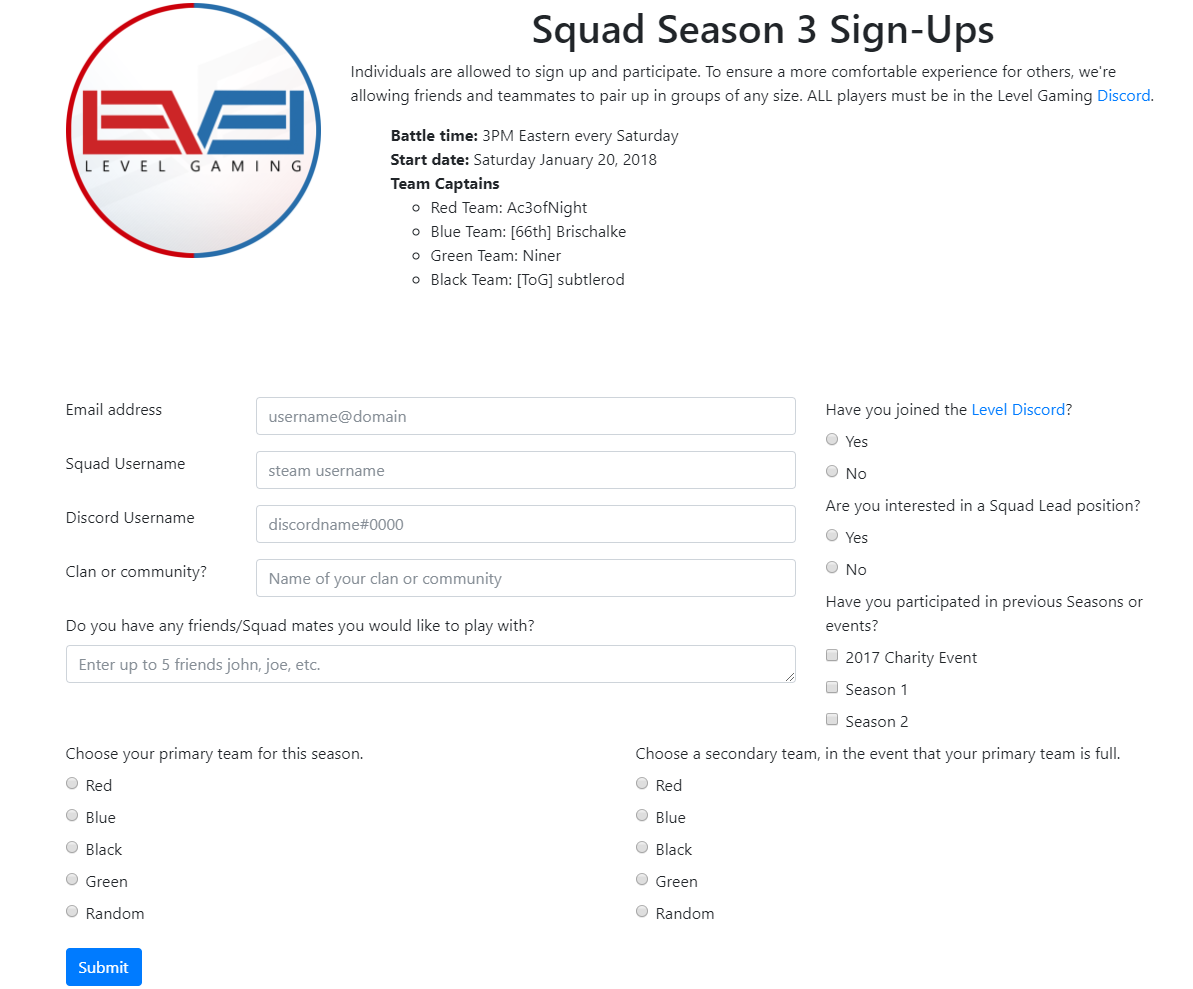 LEVEL
LEVEL GAMING
Squad Season 3 Sign-Ups
Individuals are allowed to sign up and participate. To ensure a more comfortable experience for others, we're
allowing friends and teammates to pair up in groups of any size. ALL players must be in the Level Gaming Discord.
Battle time: 3PM Eastern every Saturday
Start date: Saturday January 20, 2018
Team Captains
Red Team: Ac3ofNight
Blue Team: [66th] Brischalke
Green Team: Niner
Black Team: [ToG] subtlerod
Email address
username@domain
Squad Username
steam username
Discord Username
discordname#0000
Clan or community?
Name of your clan or community
Do you have any friends/Squad mates you would like to play with?
Enter up to 5 friends john, joe, etc.
Have you joined the Level Discord?
Yes
No
Are you interested in a Squad Lead position?
Yes
No
Have you participated in previous Seasons or
events?
2017 Charity Event
Season 1
Season 2
Choose your primary team for this season.
Red
Blue
Black
Green
Random
Choose a secondary team, in the event that your primary team is full.
Red
Blue
Black
Green
Random
Submit